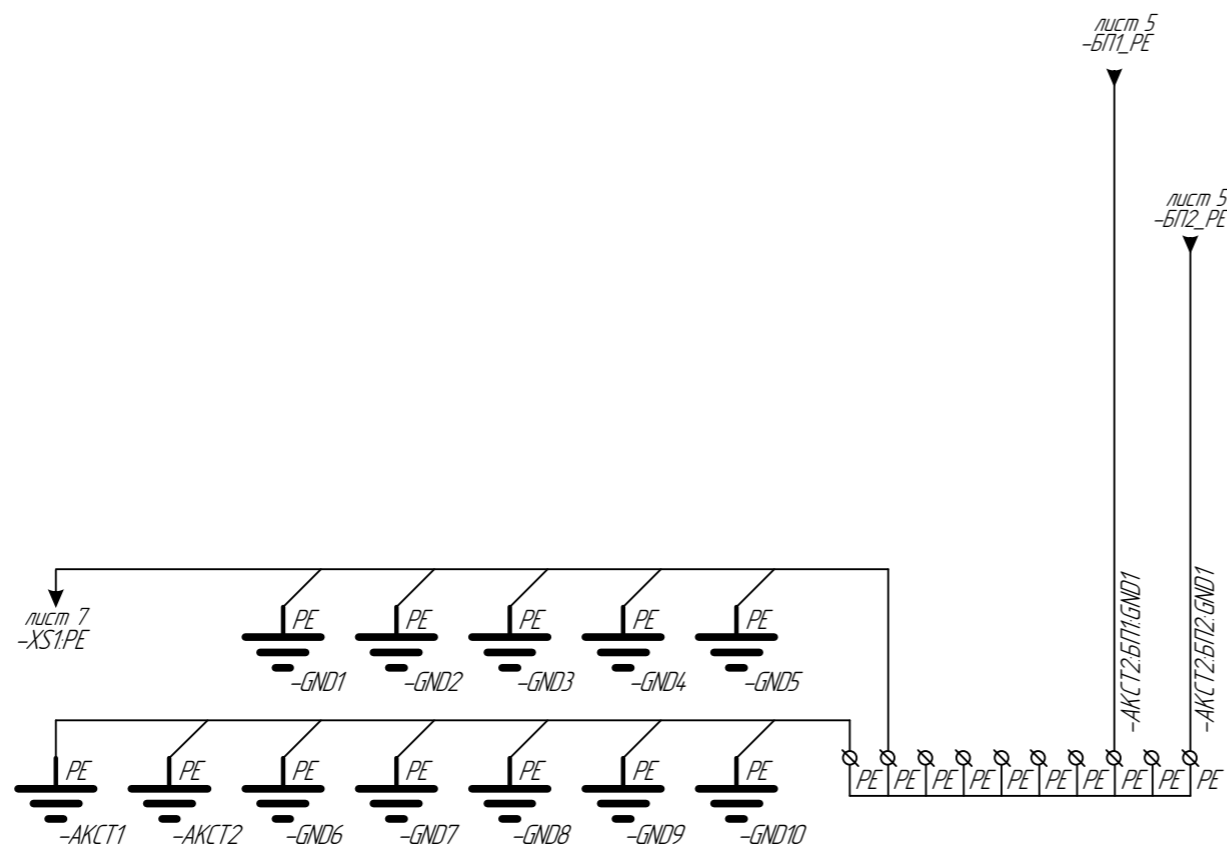 лист 5
-БП1_PE
лист 5
-БП2_PE
лист 7
-XS1:PE
PE PE PE PE PE
-GND1 -GND2 -GND3 -GND4 -GND5
-АКСТ2:БП1:GND1
-АКСТ2:БП2:GND1
PE PE PE PE PE PE PE
-АКСТ1 -АКСТ2 -GND6 -GND7 -GND8 -GND9 -GND10
PE PE PE PE PE PE PE PE PE PE